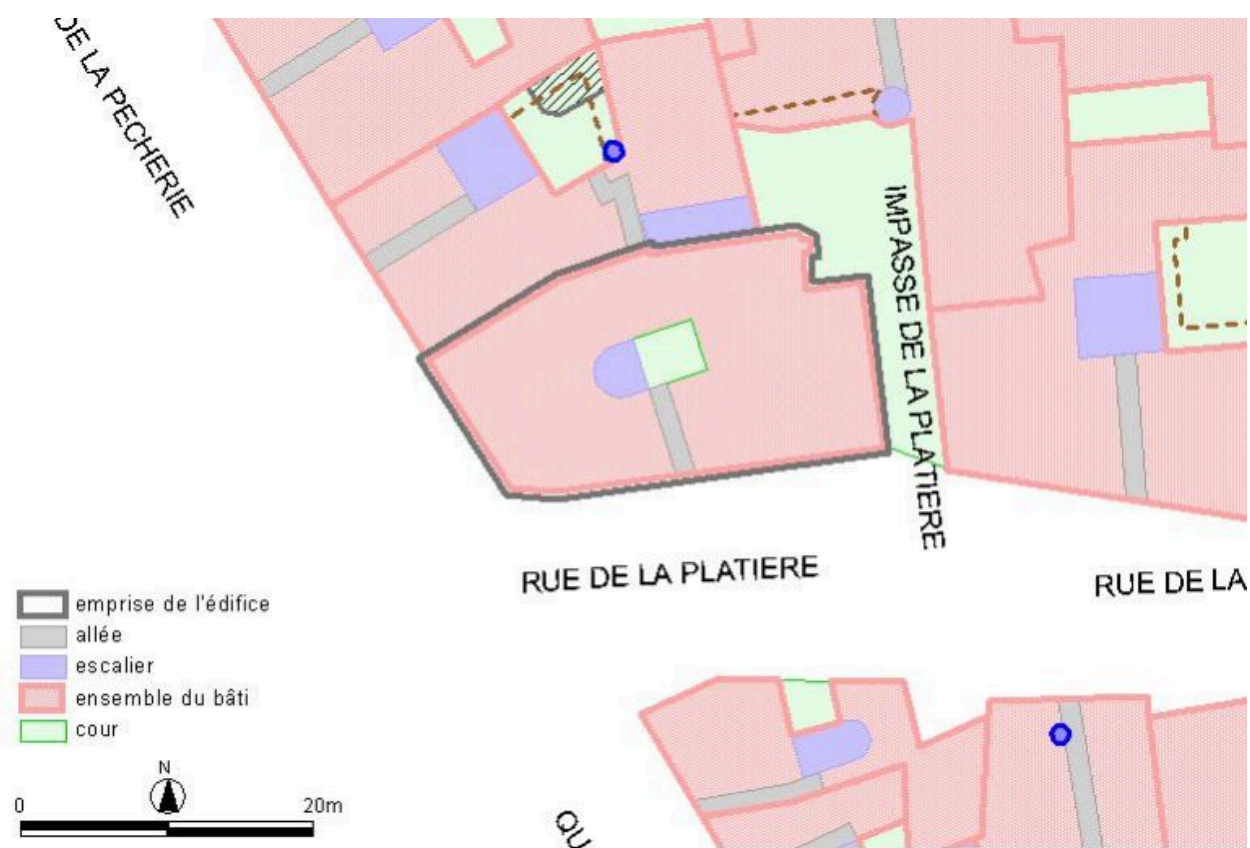 DE LA PECHERIE
IMPASSE DE LA PLATIERE
RUE DE LA PLATIERE
RUE DE LA
emprise de l'édifice
allée
escalier
ensemble du bâti
cour
N
0 20m
QU